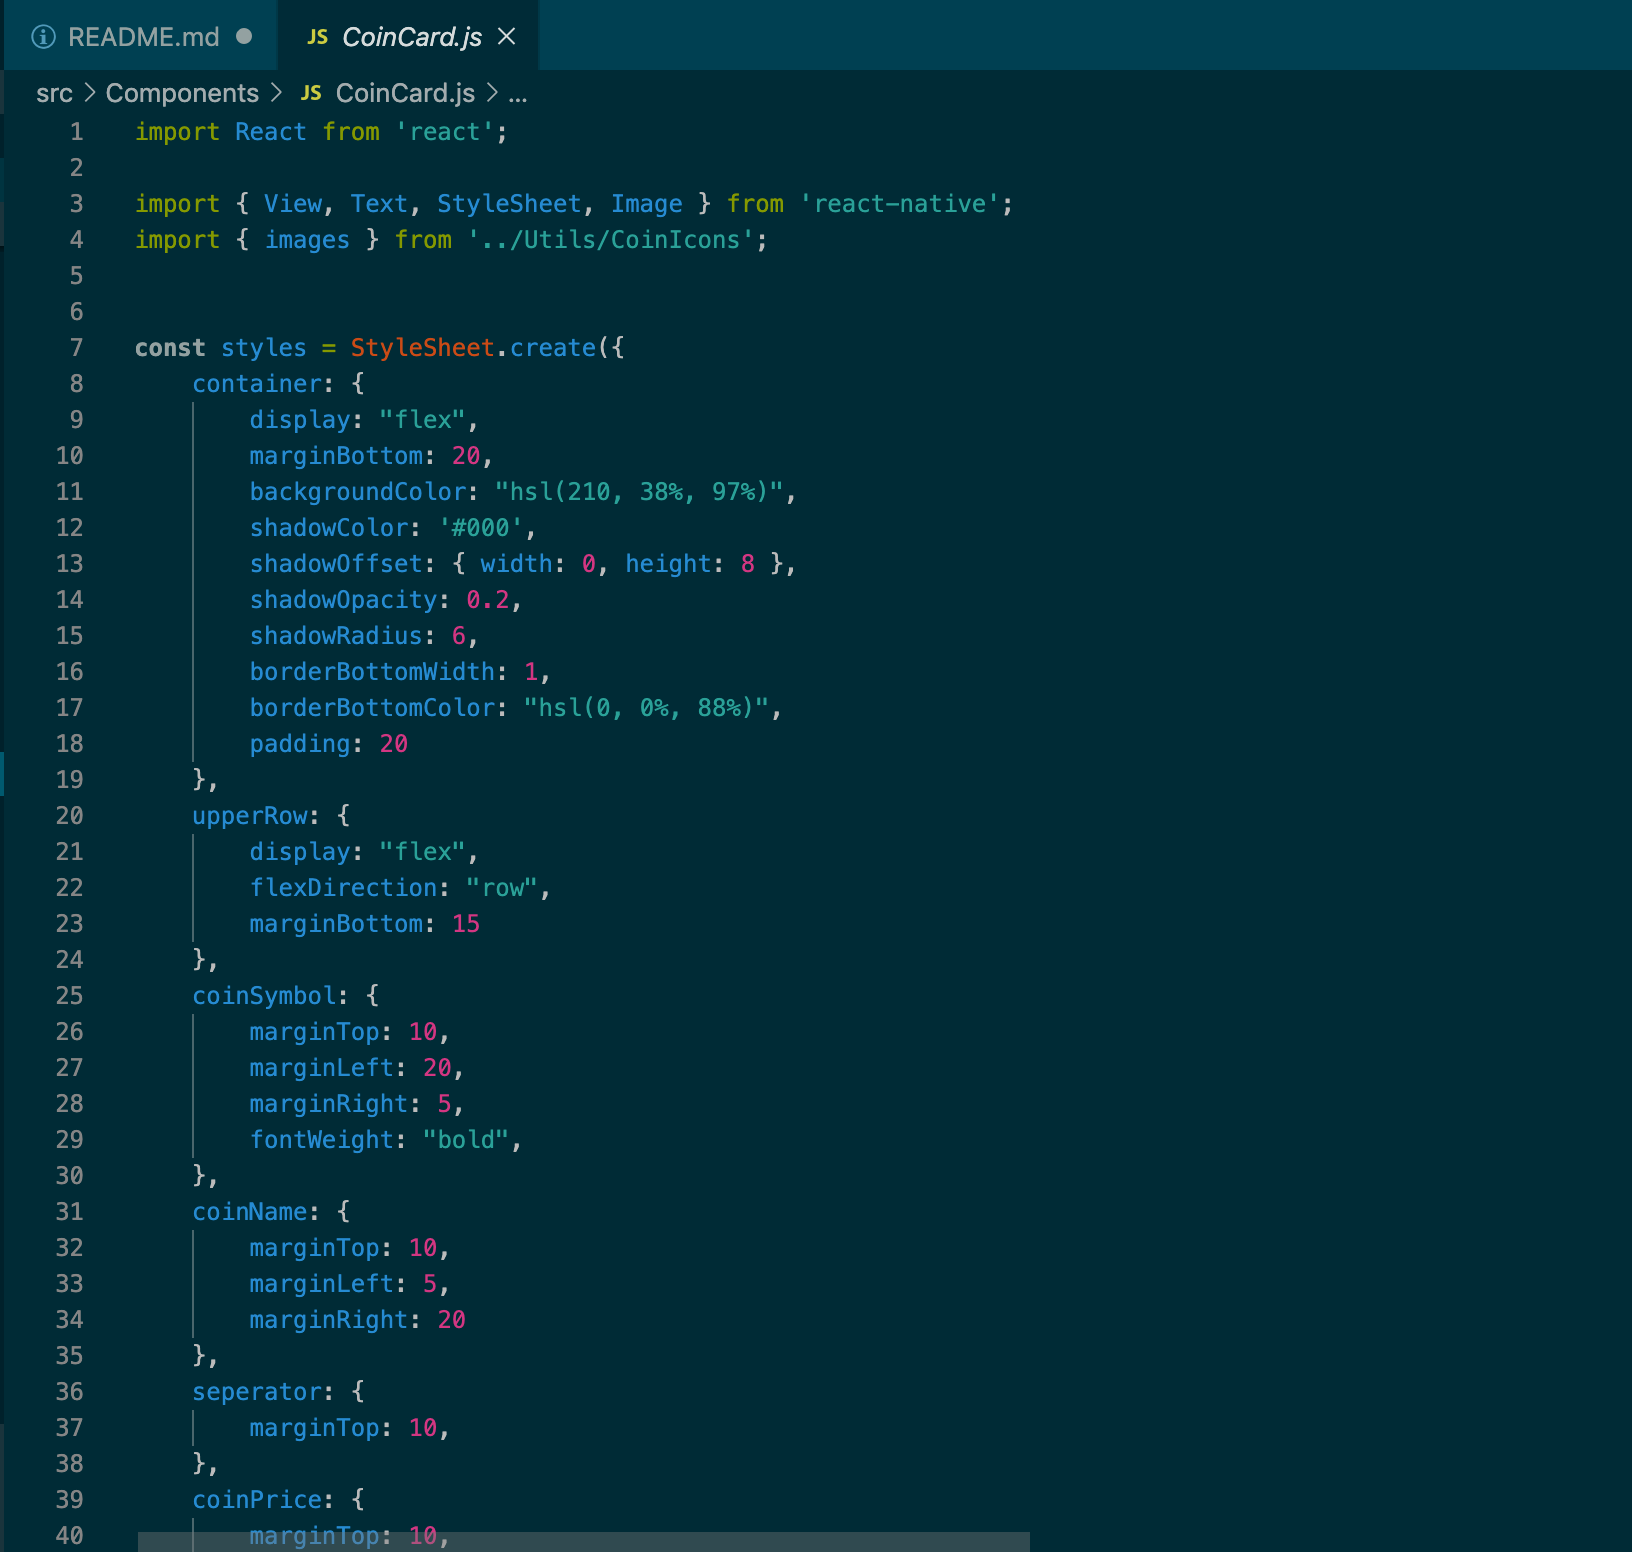 README.md
JS CoinCard.js
src > Components > JS CoinCard.js > ...
1 import React from 'react';
2
3 import { View, Text, StyleSheet, Image } from 'react-native';
4 import { images } from '../Utils/CoinIcons';
5
6
7 const styles = StyleSheet.create({
8     container: {
9         display: "flex",
10         marginBottom: 20,
11         backgroundColor: "hsl(210, 38%, 97%)",
12         shadowColor: '#000',
13         shadowOffset: { width: 0, height: 8 },
14         shadowOpacity: 0.2,
15         shadowRadius: 6,
16         borderBottomWidth: 1,
17         borderBottomColor: "hsl(0, 0%, 88%)",
18         padding: 20
19     },
20     upperRow: {
21         display: "flex",
22         flexDirection: "row",
23         marginBottom: 15
24     },
25     coinSymbol: {
26         marginTop: 10,
27         marginLeft: 20,
28         marginRight: 5,
29         fontWeight: "bold",
30     },
31     coinName: {
32         marginTop: 10,
33         marginLeft: 5,
34         marginRight: 20
35     },
36     seperator: {
37         marginTop: 10,
38     },
39     coinPrice: {
40         marginTop: 10,